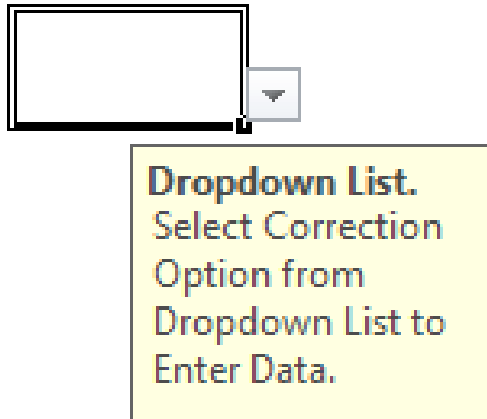 Dropdown List.
Select Correction
Option from
Dropdown List to
Enter Data.